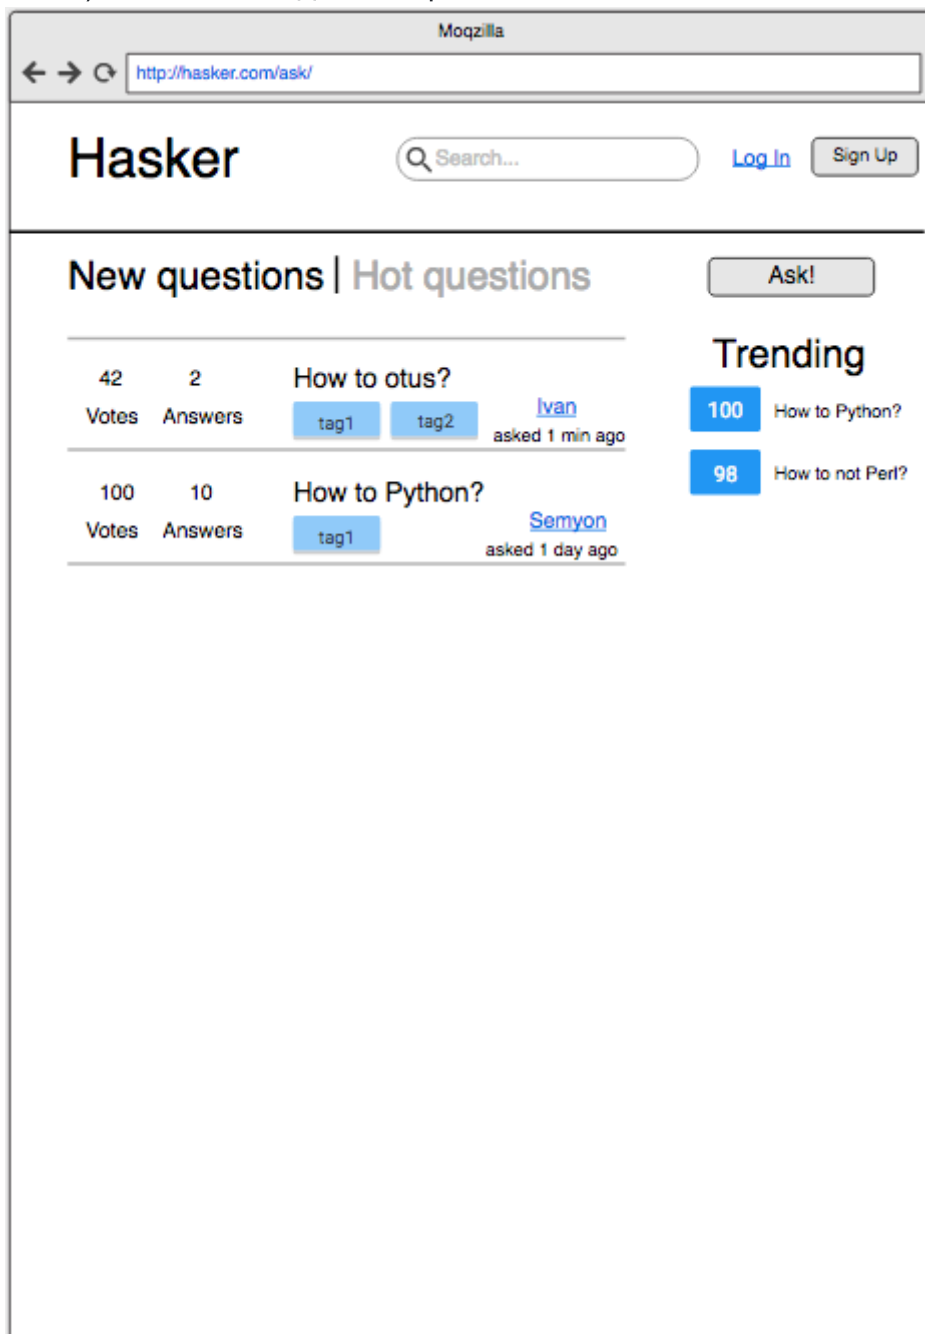 Moqzilla
http://hasker.com/ask/
Hasker
Search...
Log In
Sign Up
New questions | Hot questions
Ask!
Trending
100 How to Python?
98 How to not Perl?
42 2 How to otus?
Votes Answers tag1 tag2 Ivan
asked 1 min ago
100 10 How to Python?
Votes Answers tag1 Semyon
asked 1 day ago